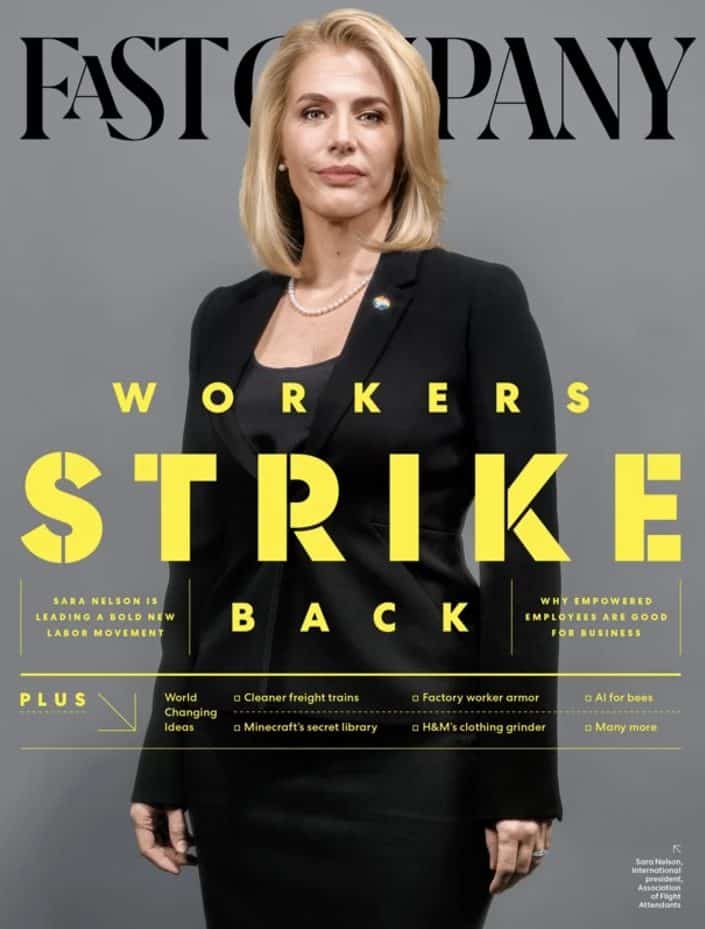 FAST COMPANY
WORKERS
STRIKE
BACK
SARA NELSON IS
LEADING A BOLD NEW
LABOR MOVEMENT
WHY EMPOWERED
EMPLOYEES ARE GOOD
FOR BUSINESS
PLUS
World
Changing
Ideas
Cleaner freight trains
Factory worker armor
AI for bees
Minecraft's secret library
H&M's clothing grinder
Many more
Sara Nelson,
international
president,
Association
of Flight
Attendants